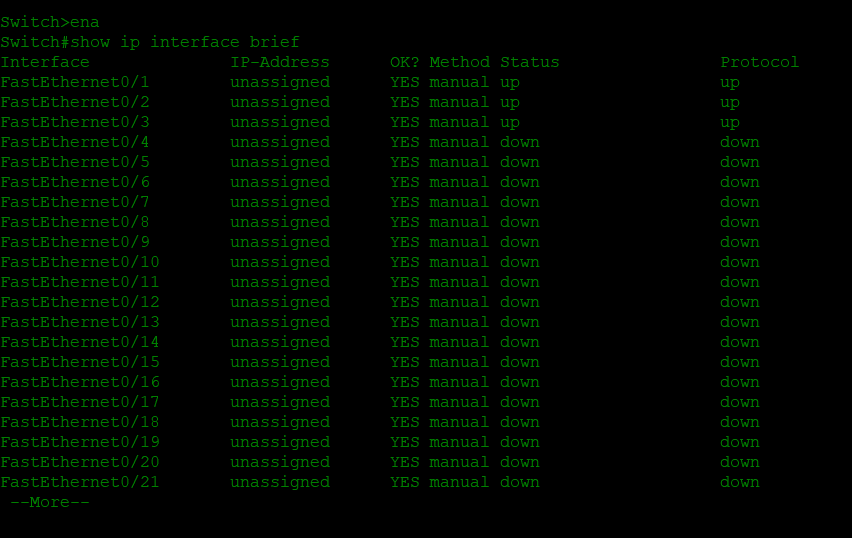 Switch>ena
Switch#show ip interface brief
Interface IP-Address OK? Method Status Protocol
FastEthernet0/1 unassigned YES manual up up
FastEthernet0/2 unassigned YES manual up up
FastEthernet0/3 unassigned YES manual up up
FastEthernet0/4 unassigned YES manual down down
FastEthernet0/5 unassigned YES manual down down
FastEthernet0/6 unassigned YES manual down down
FastEthernet0/7 unassigned YES manual down down
FastEthernet0/8 unassigned YES manual down down
FastEthernet0/9 unassigned YES manual down down
FastEthernet0/10 unassigned YES manual down down
FastEthernet0/11 unassigned YES manual down down
FastEthernet0/12 unassigned YES manual down down
FastEthernet0/13 unassigned YES manual down down
FastEthernet0/14 unassigned YES manual down down
FastEthernet0/15 unassigned YES manual down down
FastEthernet0/16 unassigned YES manual down down
FastEthernet0/17 unassigned YES manual down down
FastEthernet0/18 unassigned YES manual down down
FastEthernet0/19 unassigned YES manual down down
FastEthernet0/20 unassigned YES manual down down
FastEthernet0/21 unassigned YES manual down down
--More--